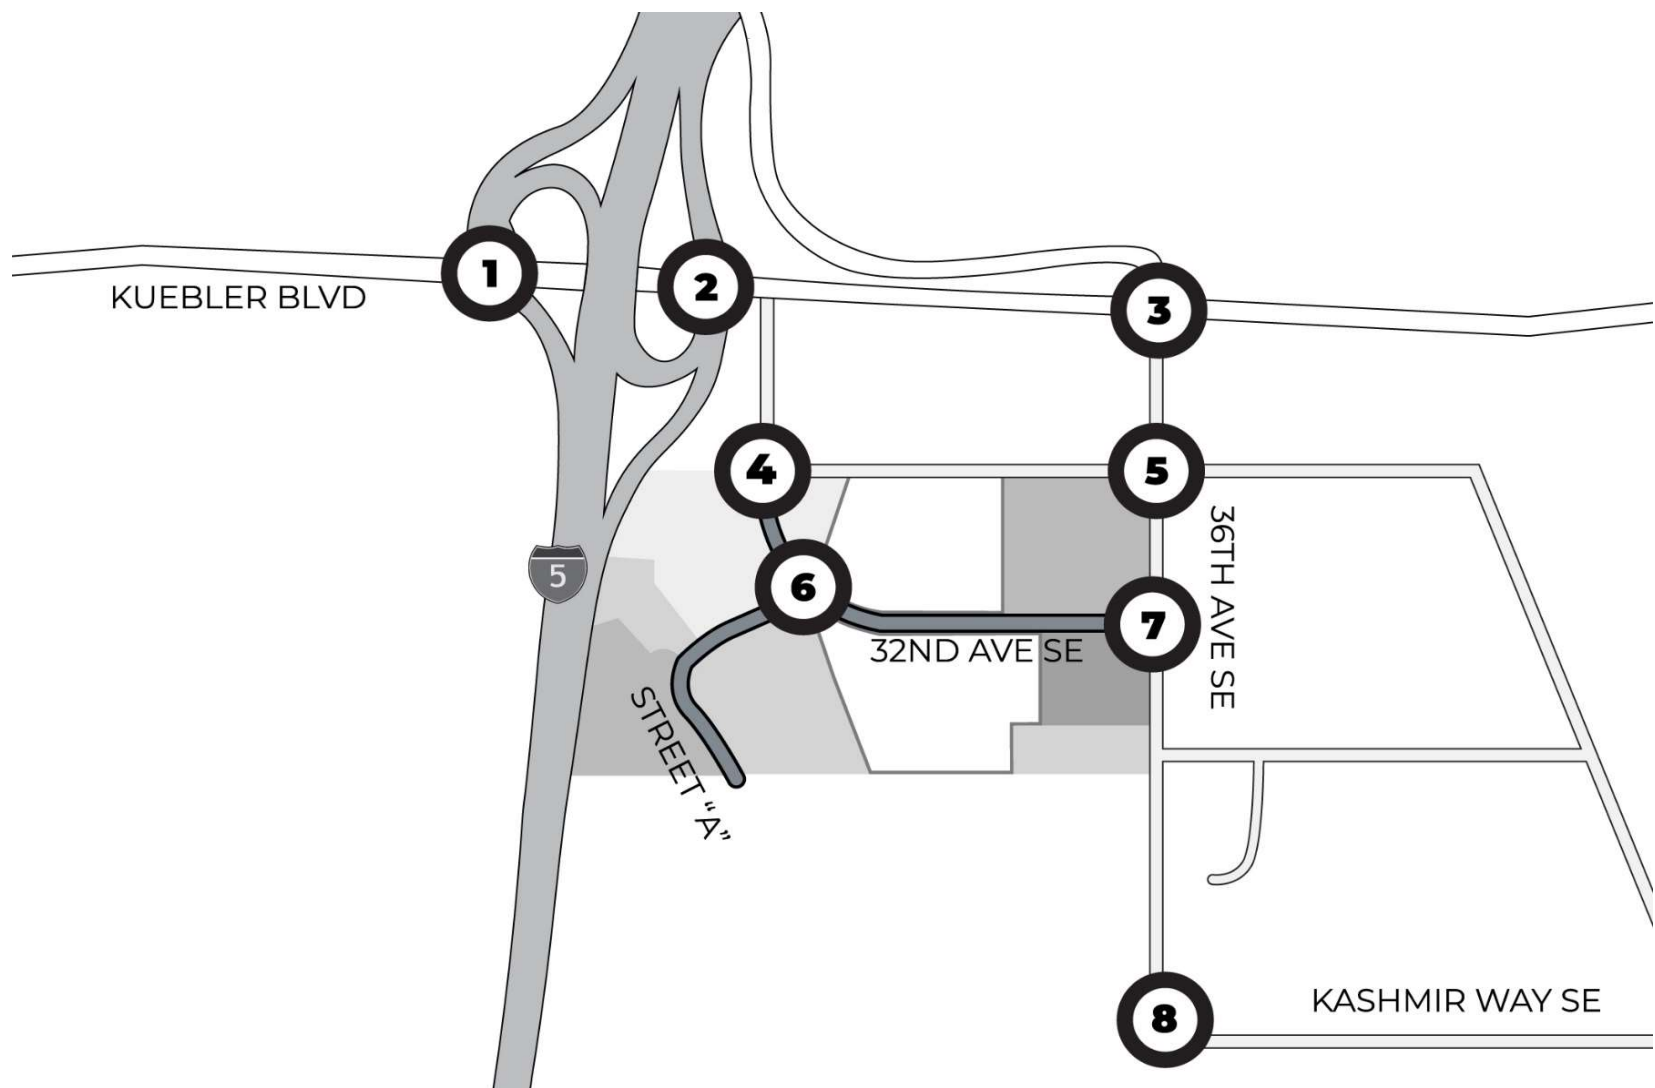 1
2
KUEBLER BLVD
3
4
5
36TH AVE SE
5
6
7
32ND AVE SE
STREET “A”
8
KASHMIR WAY SE